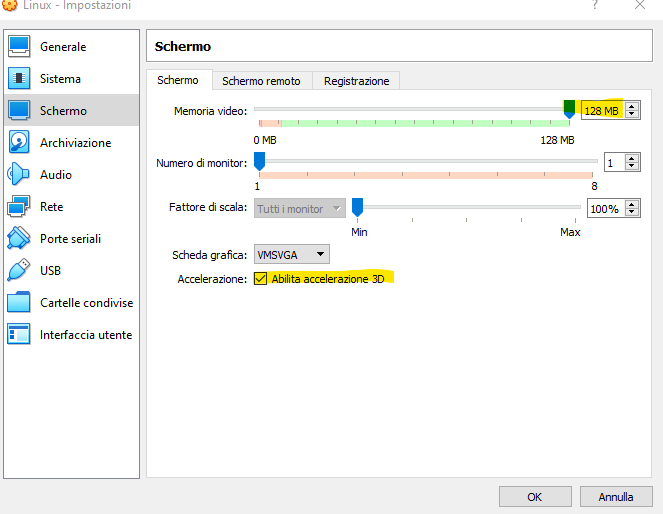 Linux - Impostazioni
?
Generale
Sistema
Schermo
Archiviazione
Audio
Rete
Porte seriali
USB
Cartelle condivise
Interfaccia utente
Schermo
Schermo
Schermo remoto
Registrazione
Memoria video:
128 MB
0 MB
128 MB
Numero di monitor:
1
1
8
Fattore di scala:
Tutti i monitor
100%
Min
Max
Scheda grafica:
VMSVGA
Accelerazione:
Abilita accelerazione 3D
OK
Annulla